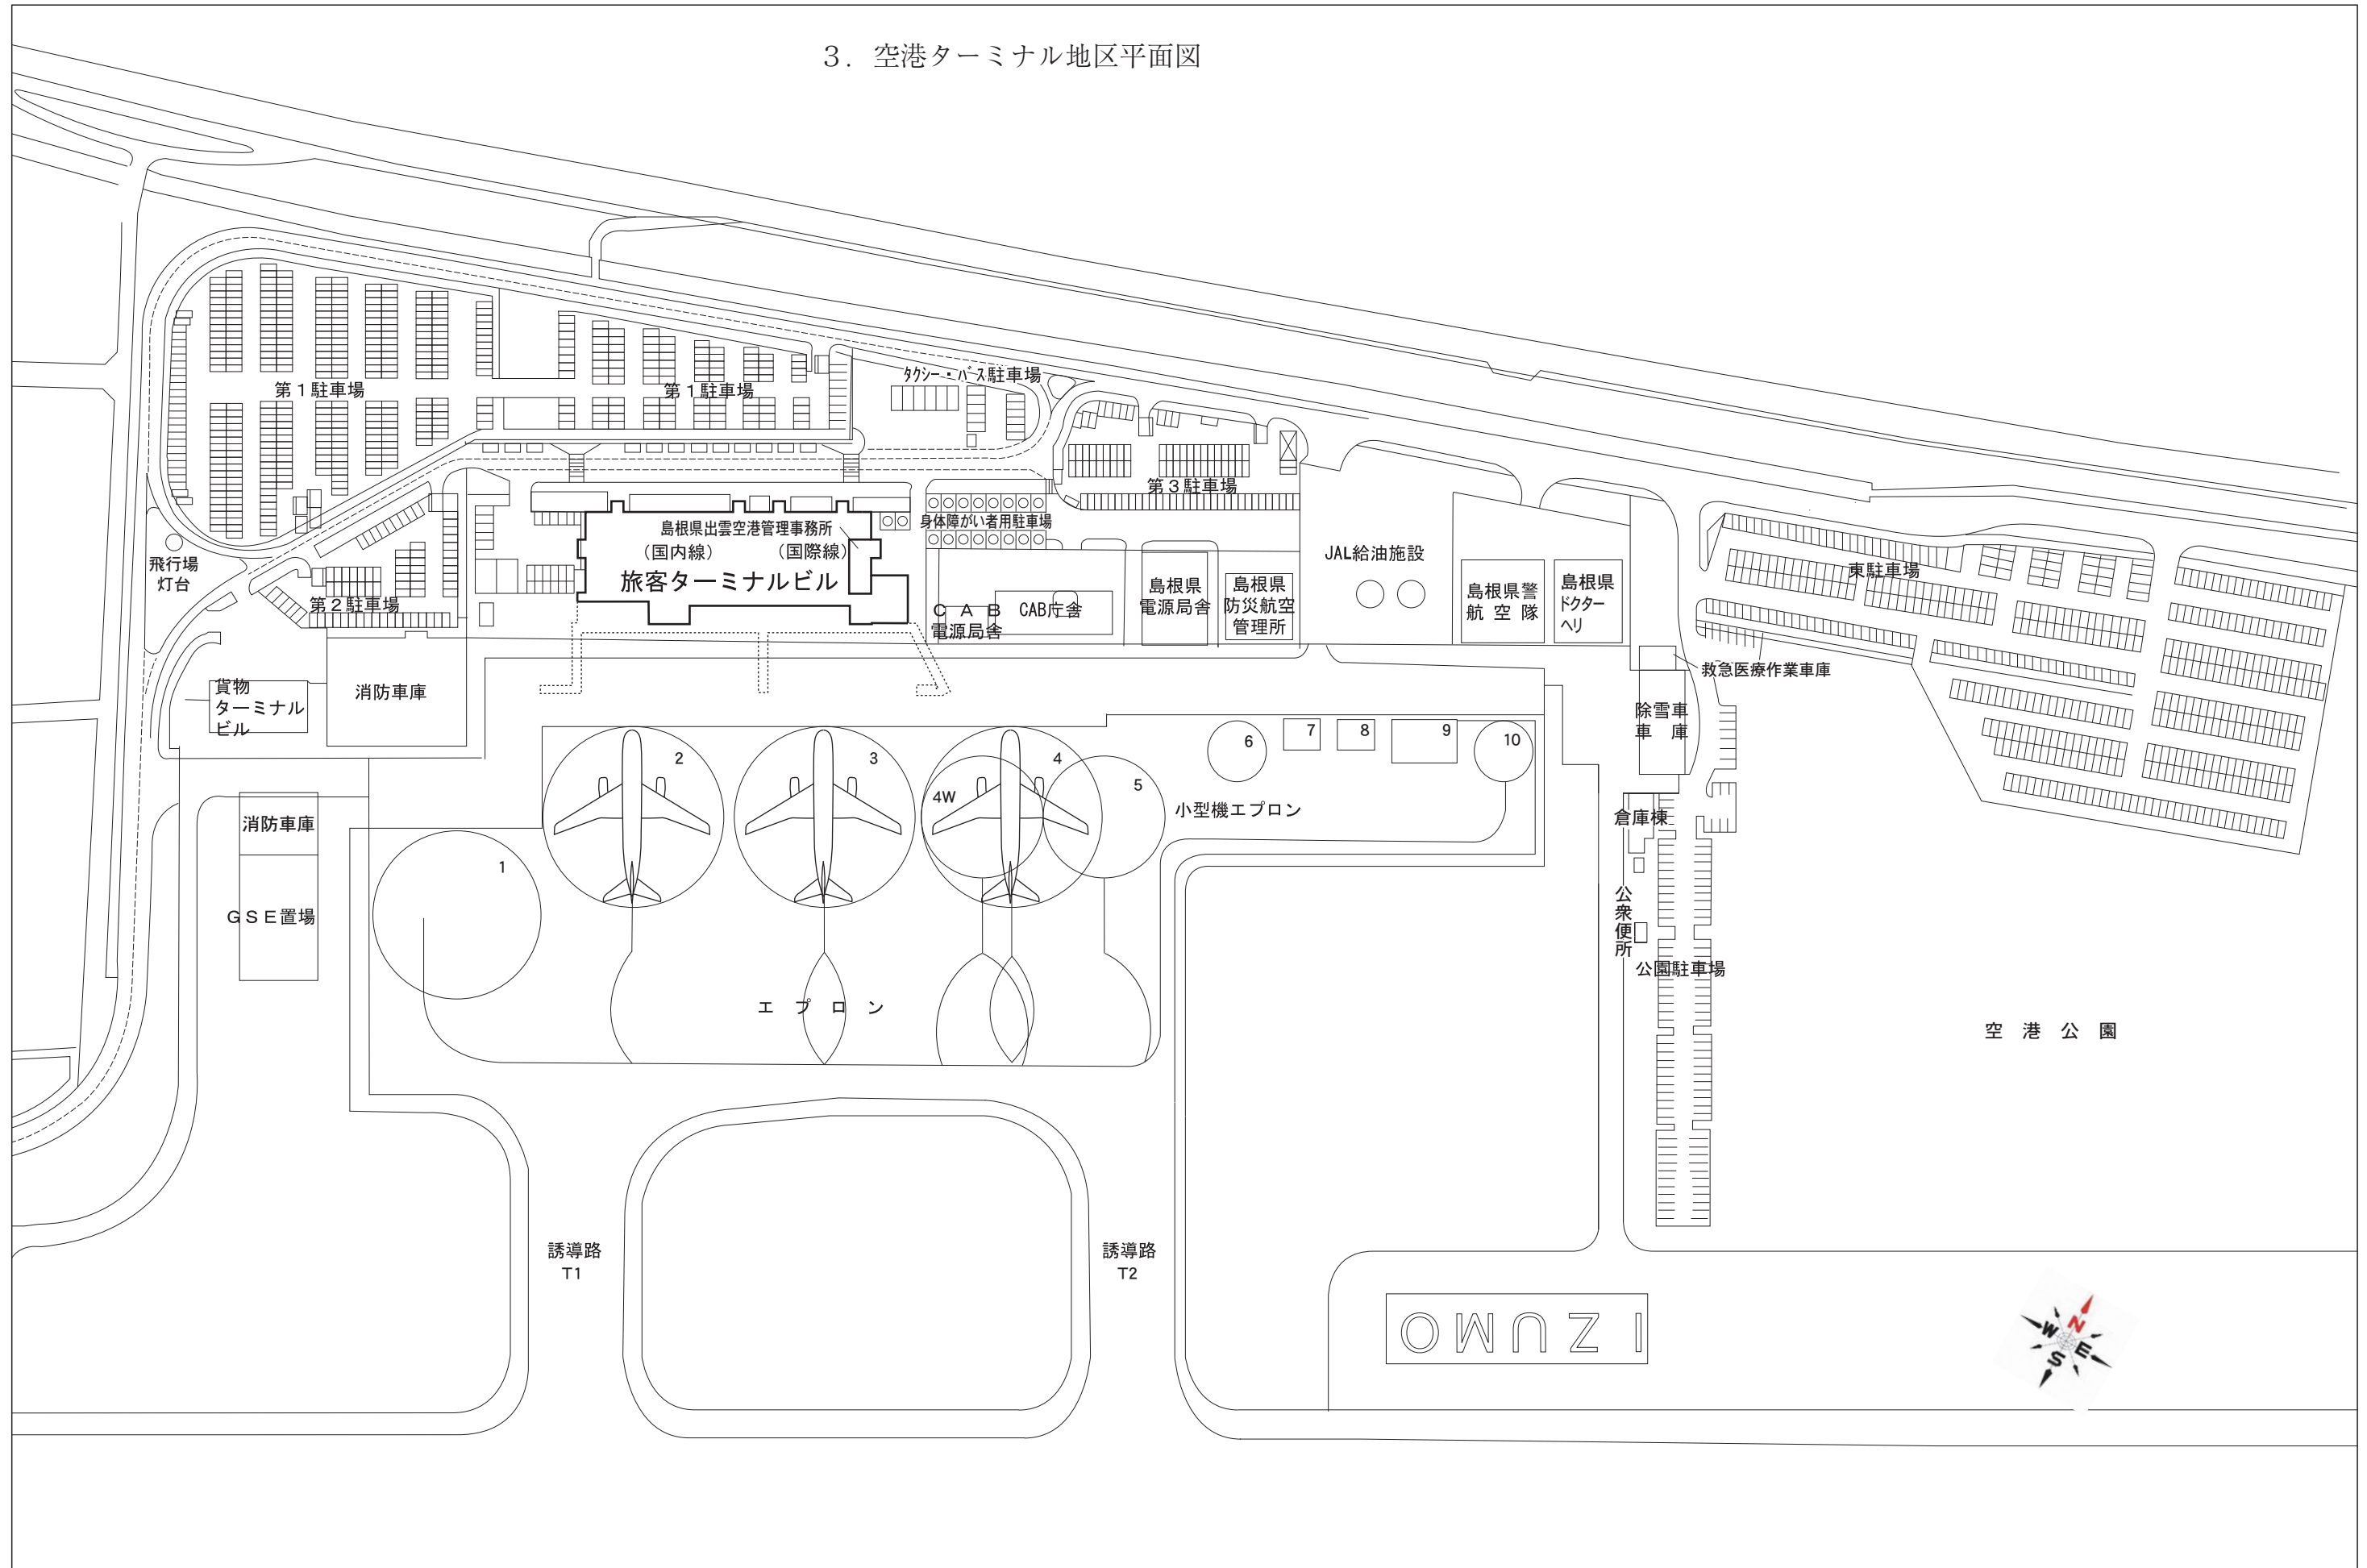 ３．空港ターミナル地区平面図
第１駐車場
第１駐車場
ﾀｸｼｰ・ﾊﾞｽ駐車場
第３駐車場
身体障がい者用駐車場
島根県出雲空港管理事務所
（国内線）
（国際線）
旅客ターミナルビル
飛行場
灯台
第２駐車場
ＣＡＢ
電源局舎
CAB庁舎
島根県
電源局舎
島根県
防災航空
管理所
JAL給油施設
島根県警
航空隊
島根県
ﾄﾞｸﾀｰ
ﾍﾘ
東駐車場
救急医療作業車庫
貨物
ターミナル
ビル
消防車庫
除雪車
車庫
2
3
4
4W
5
6
7
8
9
10
小型機エプロン
消防車庫
1
倉庫棟
ＧＳＥ置場
公衆便所
公園駐車場
エプロン
空港公園
誘導路
T1
誘導路
T2
IZUMO
N
W
E
S